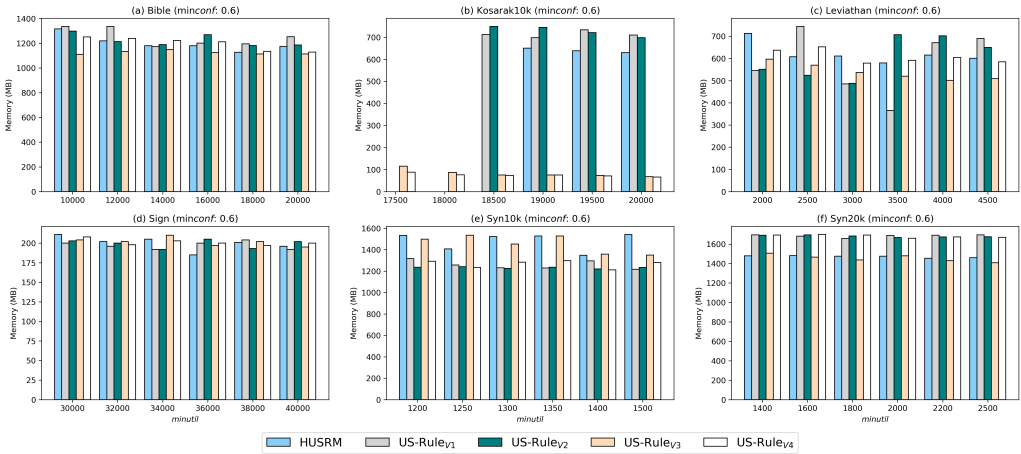 (a) Bible (minconf: 0.6)
Memory (MB)
1400
1200
1000
800
600
400
200
0
10000 12000 14000 16000 18000 20000
(b) Kosarak10k (minconf: 0.6)
Memory (MB)
700
600
500
400
300
200
100
0
17500 18000 18500 19000 19500 20000
(c) Leviathan (minconf: 0.6)
Memory (MB)
700
600
500
400
300
200
100
0
2000 2500 3000 3500 4000 4500
(d) Sign (minconf: 0.6)
Memory (MB)
200
175
150
125
100
75
50
25
0
30000 32000 34000 36000 38000 40000
minutil
(e) Syn10k (minconf: 0.6)
Memory (MB)
1600
1400
1200
1000
800
600
400
200
0
1200 1250 1300 1350 1400 1500
minutil
(f) Syn20k (minconf: 0.6)
Memory (MB)
1600
1400
1200
1000
800
600
400
200
0
1400 1600 1800 2000 2200 2500
minutil
HUSRM US-RuleV1 US-RuleV2 US-RuleV3 US-RuleV4